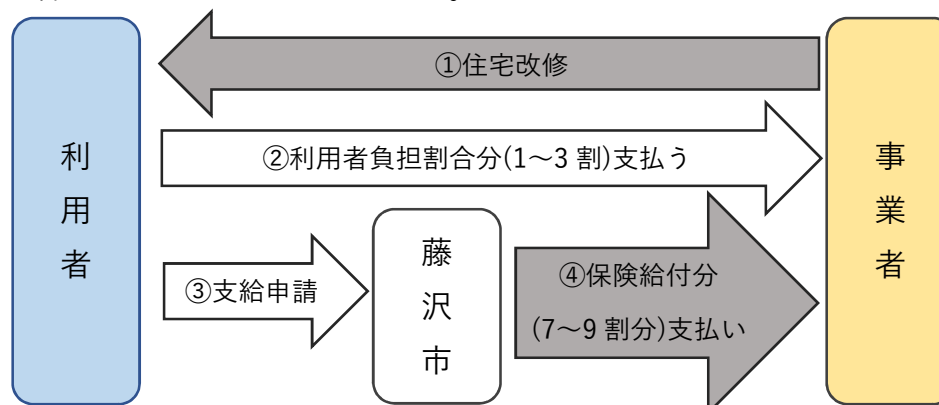 ①住宅改修
利用者
②利用者負担割合分(1～3 割)支払う
事業者
③支給申請
藤沢市
④保険給付分
(7～9 割分)支払い